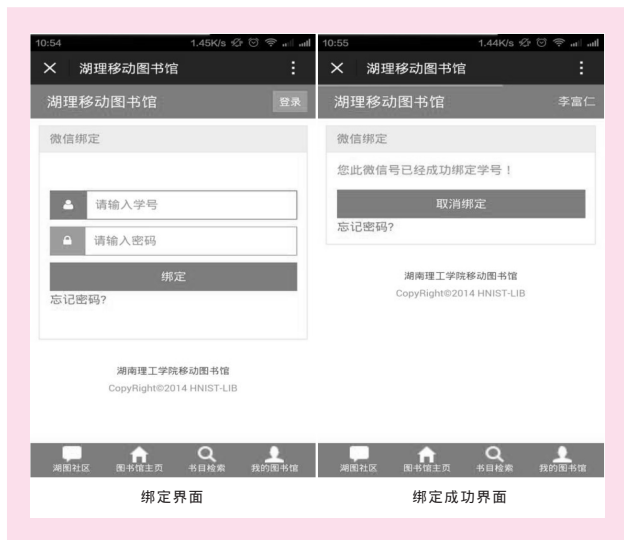 10:54
1.45K/s
湖理移动图书馆
湖理移动图书馆
登录
微信绑定
请输入学号
请输入密码
绑定
忘记密码?
湖南理工学院移动图书馆
CopyRight©2014 HNIST-LIB
湖图社区 图书馆主页 书目检索 我的图书馆
绑定界面
10:55
1.44K/s
湖理移动图书馆
湖理移动图书馆
李富仁
微信绑定
您此微信号已经成功绑定学号！
取消绑定
忘记密码?
湖南理工学院移动图书馆
CopyRight©2014 HNIST-LIB
湖图社区 图书馆主页 书目检索 我的图书馆
绑定成功界面